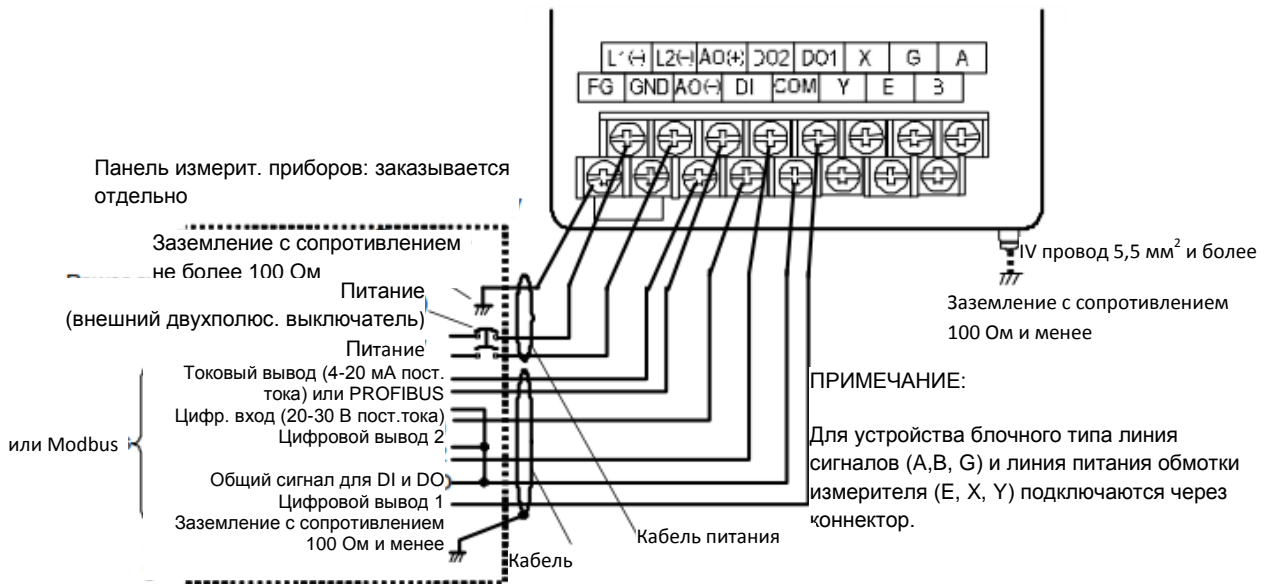 L1(-) L2(-) AO(+) DO2 DO1 X G A
FG GND AO(-) DI COM Y E B
Панель измерит. приборов: заказывается
отдельно
Заземление с сопротивлением
не более 100 Ом
Питание
(внешний двухполюс. выключатель)
Питание
Токовый вывод (4-20 мА пост.
тока) или PROFIBUS
Цифр. вход (20-30 В пост.тока)
Цифровой вывод 2
или Modbus
Общий сигнал для DI и DO
Цифровой вывод 1
Заземление с сопротивлением
100 Ом и менее
Кабель
Кабель питания
IV провод 5,5 мм² и более
Заземление с сопротивлением
100 Ом и менее
ПРИМЕЧАНИЕ:
Для устройства блочного типа линия
сигналов (A,B, G) и линия питания обмотки
измерителя (E, X, Y) подключаются через
коннектор.